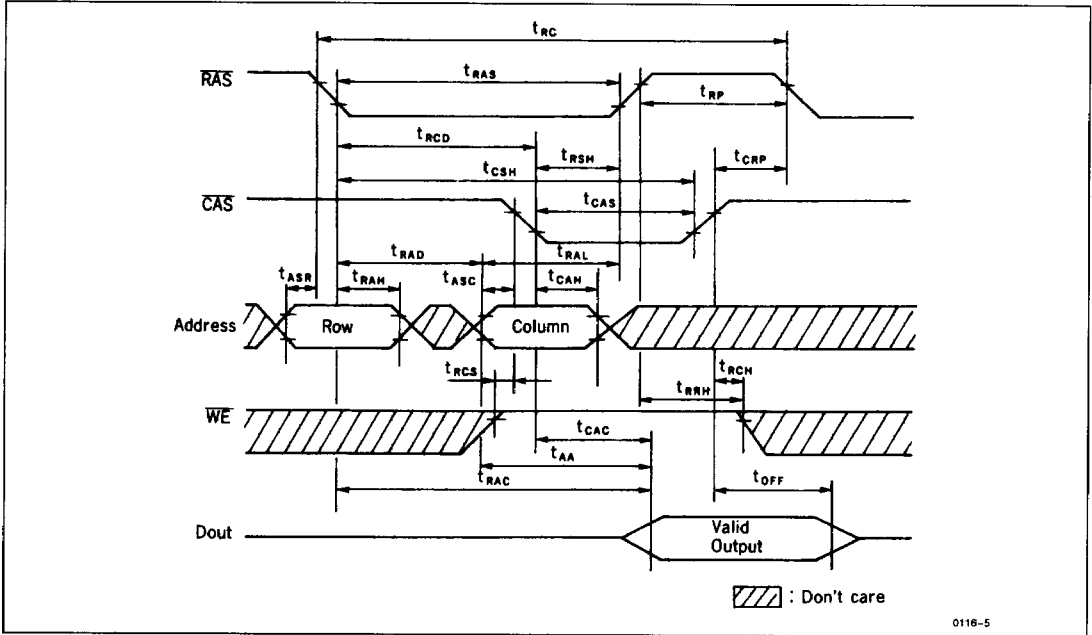 tRC
RAS
tRAS
tRP
tRCD
tRSH
tCRP
tCSH
CAS
tCAS
tRAD
tRAL
tASR
tRAH
tASC
tCAH
Address
Row
Column
tRCS
tRCH
tRRH
WE
tCAC
tAA
tRAC
tOFF
Dout
Valid
Output
: Don't care
0116-5